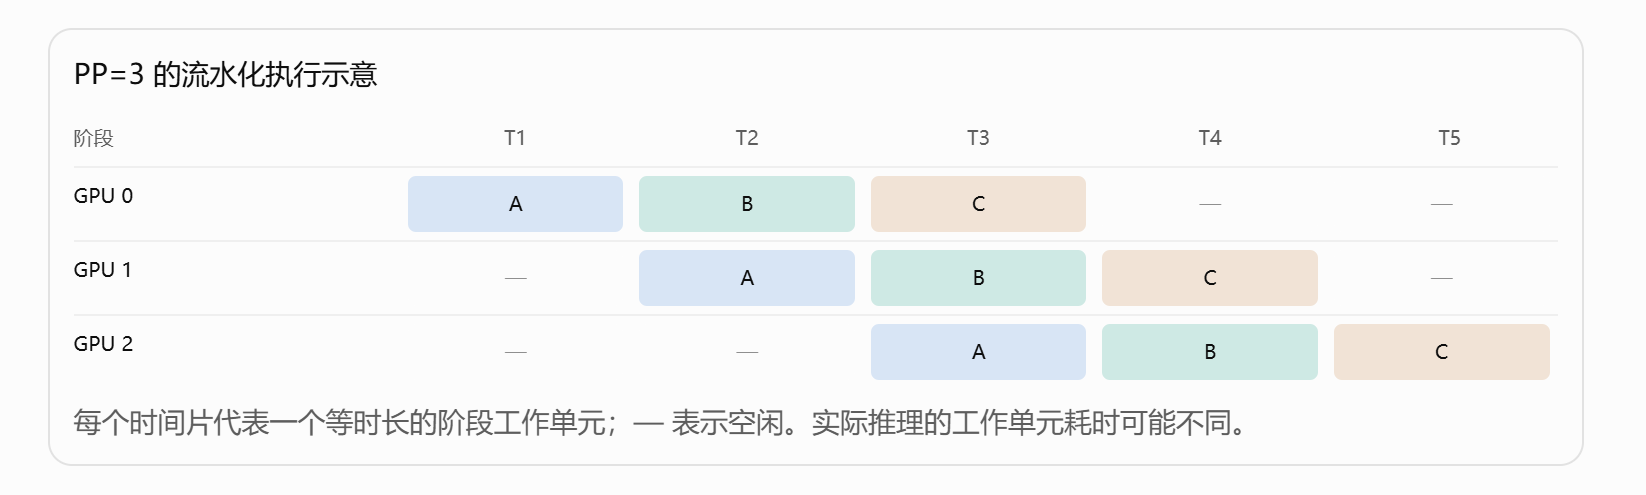 PP=3 的流水化执行示意
阶段 T1 T2 T3 T4 T5
GPU 0 A B C — —
GPU 1 — A B C —
GPU 2 — — A B C
每个时间片代表一个等时长的阶段工作单元；— 表示空闲。实际推理的工作单元耗时可能不同。